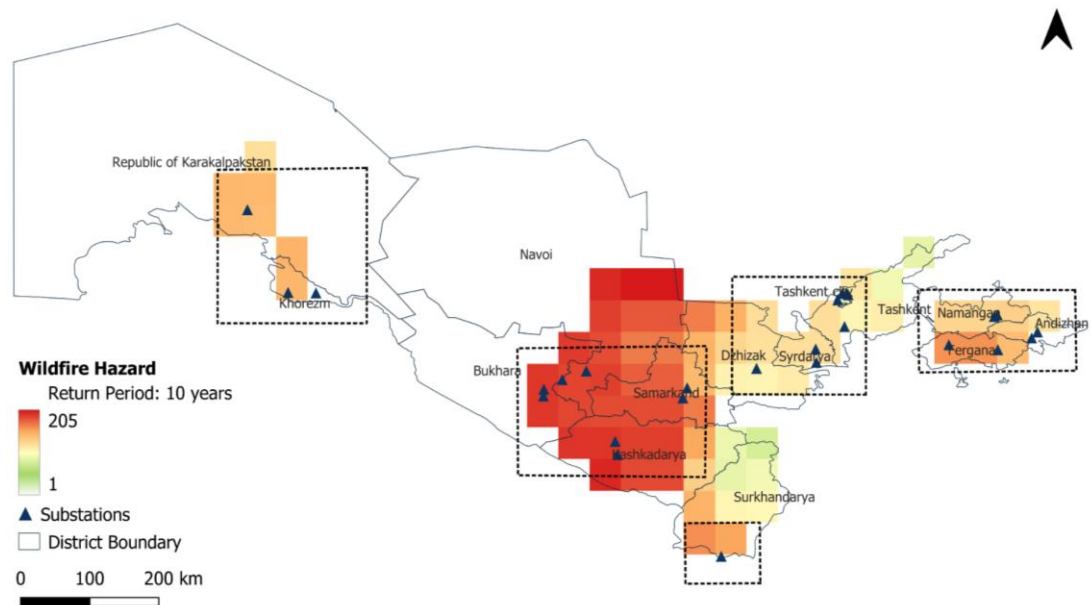 Republic of Karakalpakstan
Navoi
Khorezm
Tashkent city
Tashkent
Namangan
Andizhan
Fergana
Dzhizak
Syrdarya
Bukhara
Samarkand
Kashkadarya
Surkhandarya
Wildfire Hazard
Return Period: 10 years
205
1
Substations
District Boundary
0 100 200 km